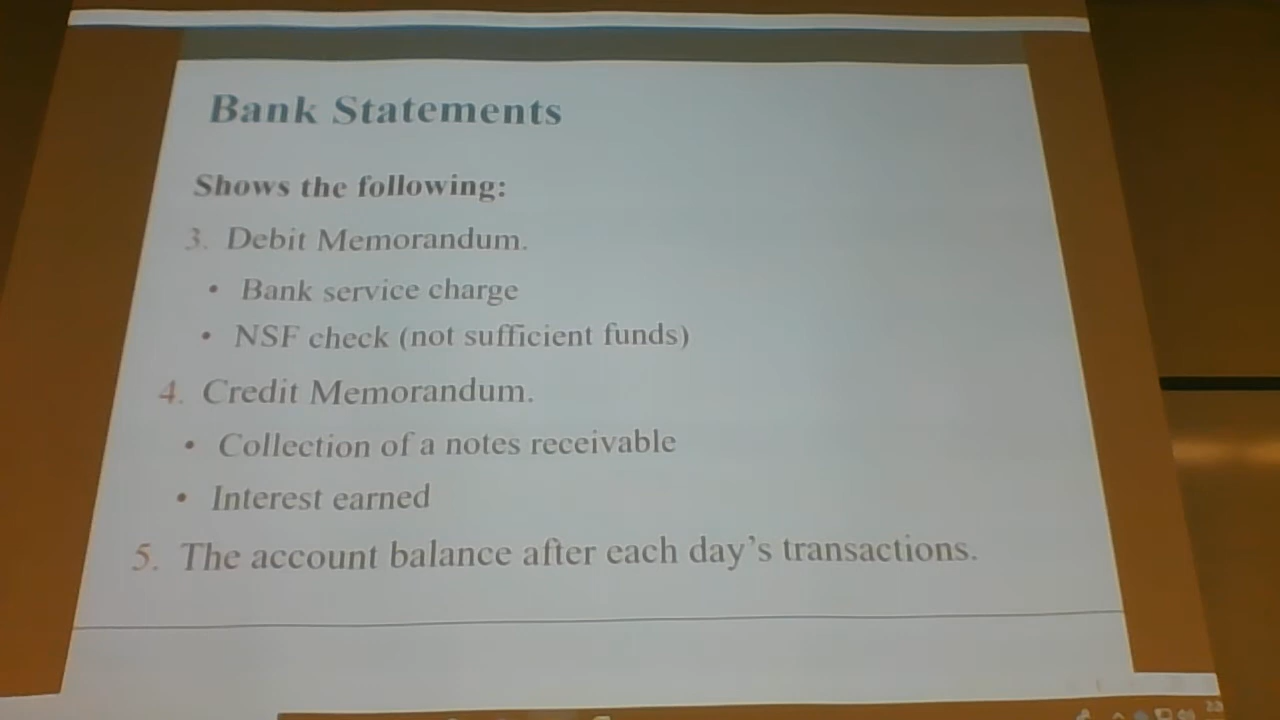 Bank Statements
Shows the following:
3. Debit Memorandum.
• Bank service charge
• NSF check (not sufficient funds)
4. Credit Memorandum.
• Collection of a notes receivable
• Interest earned
5. The account balance after each day's transactions.